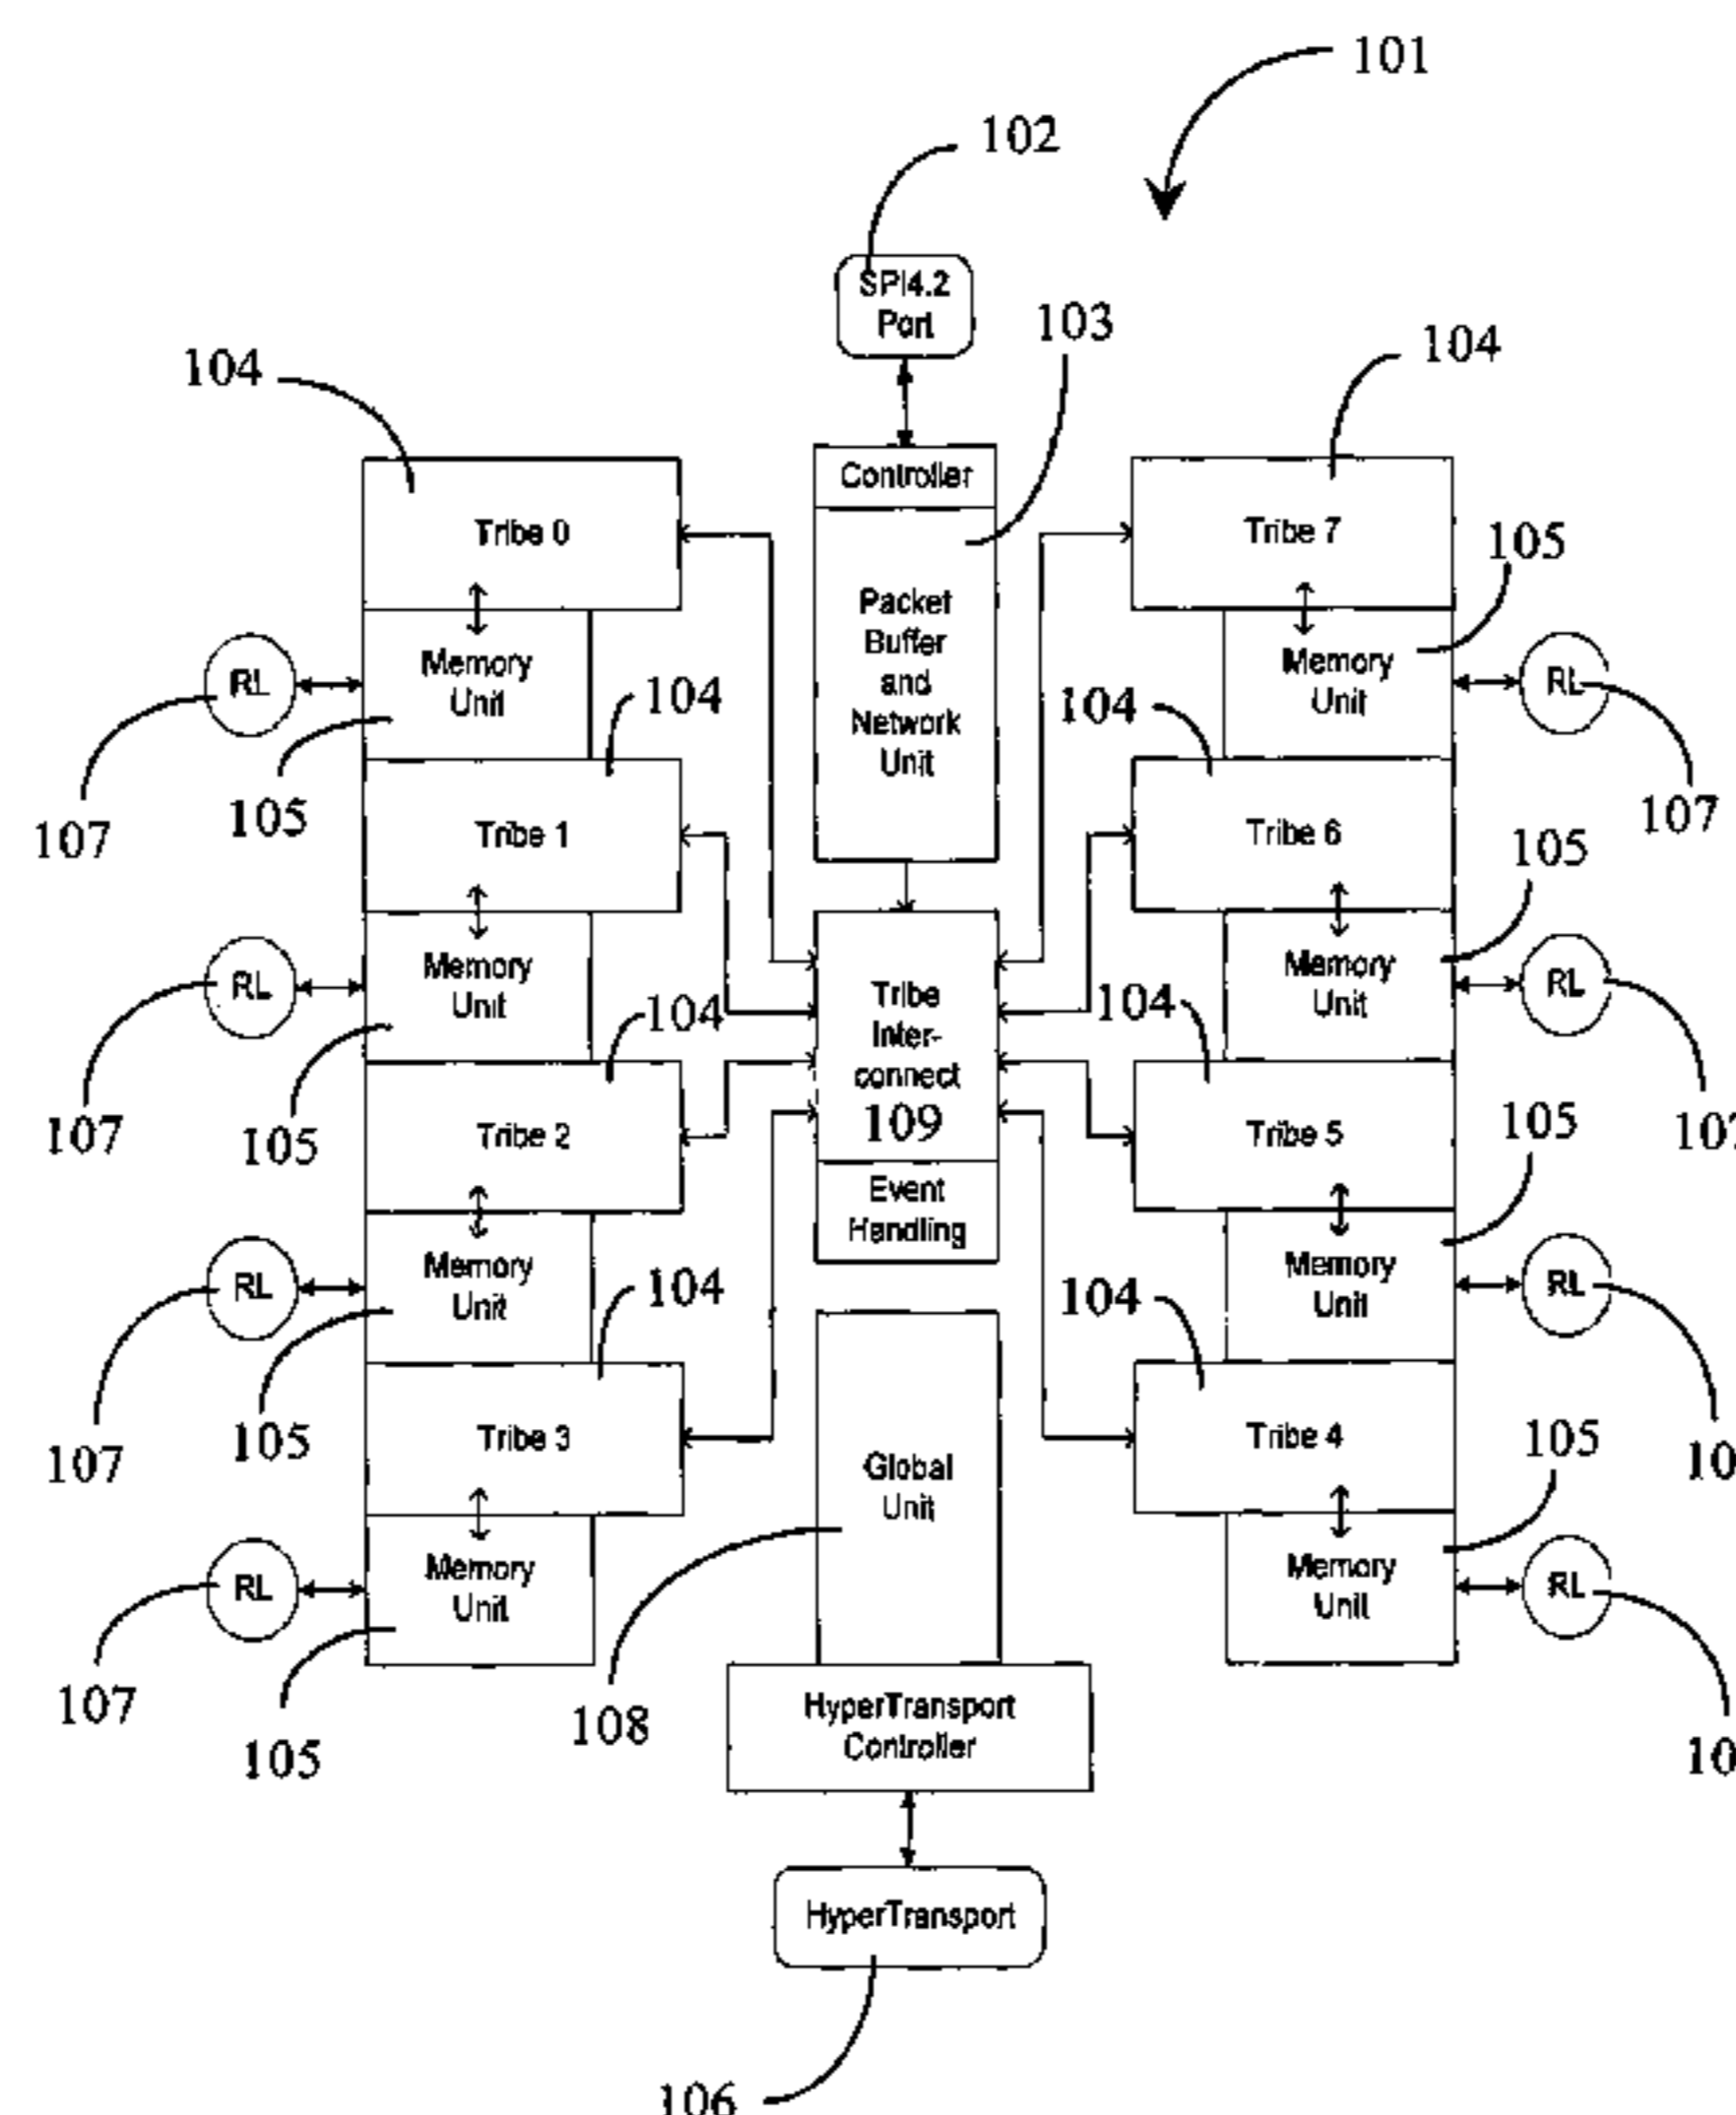 101
102
SPI4.2
Port
103
104
104
Controller
Tribe 0
Tribe 7
105
Packet
Buffer
and
Network
Unit
Memory
Unit
Memory
Unit
RL
RL
104
104
107
105
107
Tribe 1
Tribe 6
105
Memory
Unit
Memory
Unit
RL
RL
Tribe
Inter-
connect
109
104
104
107
105
Tribe 2
Tribe 5
105
Event
Handling
Memory
Unit
Memory
Unit
RL
RL
104
104
107
105
Tribe 3
Tribe 4
105
Global
Unit
Memory
Unit
Memory
Unit
RL
RL
107
105
108
HyperTransport
Controller
HyperTransport
106